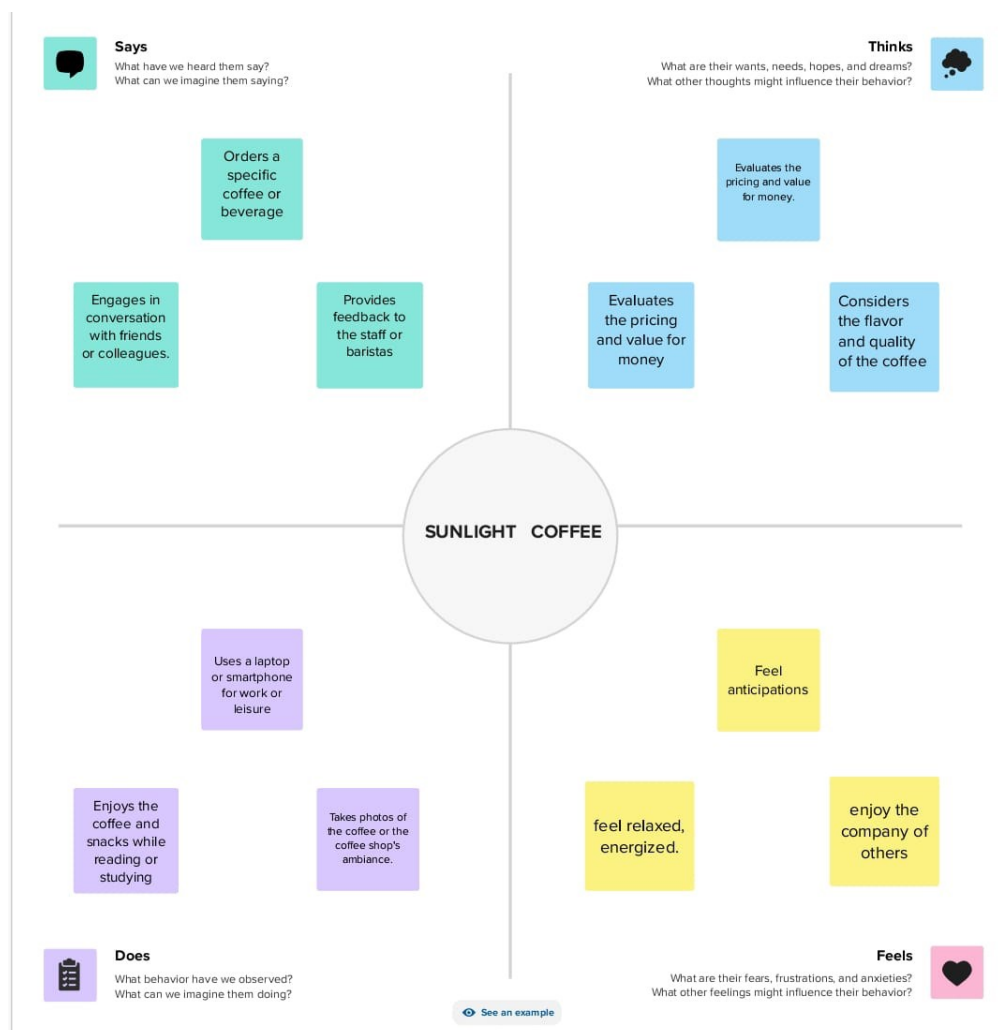 Says
What have we heard them say?
What can we imagine them saying?
Thinks
What are their wants, needs, hopes, and dreams?
What other thoughts might influence their behavior?
Orders a
specific
coffee or
beverage
Engages in
conversation
with friends
or colleagues.
Provides
feedback to
the staff or
baristas
Evaluates the
pricing and value
for money.
Evaluates
the pricing
and value for
money
Considers
the flavor
and quality
of the coffee
SUNLIGHT COFFEE
Uses a laptop
or smartphone
for work or
leisure
Enjoys the
coffee and
snacks while
reading or
studying
Takes photos of
the coffee or the
coffee shop's
ambiance.
Feel
anticipations
feel relaxed,
energized.
enjoy the
company of
others
Does
What behavior have we observed?
What can we imagine them doing?
Feels
What are their fears, frustrations, and anxieties?
What other feelings might influence their behavior?
See an example